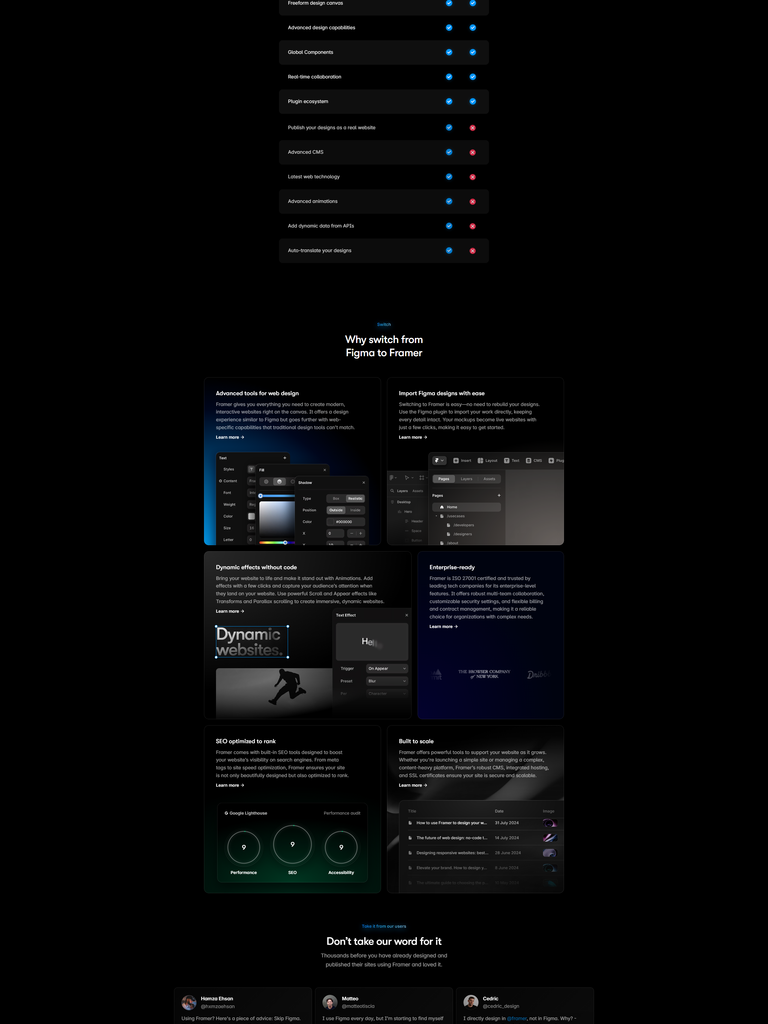 Freeform design canvas
Advanced design capabilities
Global Components
Real-time collaboration
Plugin ecosystem
Publish your designs as a real website
Advanced CMS
Latest web technology
Advanced animations
Add dynamic data from APIs
Auto-translate your designs
Switch
Why switch from
Figma to Framer
Advanced tools for web design
Framer gives you everything you need to create modern,
interactive websites right on the canvas. It offers a design
experience similar to Figma but goes further with web-
specific capabilities that traditional design tools can't match.
Learn more →
Text
Styles
Content
Font
Weight
Color
Size
Letter
Fill
Shadow
Type
Box
Realistic
Position
Outside
Inside
Color
#000000
X
0
Import Figma designs with ease
Switching to Framer is easy—no need to rebuild your designs.
Use the Figma plugin to import your work directly, keeping
every detail intact. Your mockups become live websites with
just a few clicks, making it easy to get started.
Learn more →
Insert
Layout
Text
CMS
Layers
Assets
Desktop
Hero
Header
Pages
Layers
Assets
Pages
Home
/developers
/designers
Dynamic effects without code
Bring your website to life and make it stand out with Animations. Add
effects with a few clicks and capture your audience's attention when
they land on your website. Use powerful Scroll and Appear effects like
Transforms and Parallax scrolling to create immersive, dynamic websites.
Learn more →
Dynamic
websites.
Text Effect
Trigger
On Appear
Preset
Blur
Enterprise-ready
Framer is ISO 27001 certified and trusted by
leading tech companies for its enterprise-level
features. It offers robust multi-team collaboration,
customizable security settings, and flexible billing
and contract management, making it a reliable
choice for organizations with complex needs.
Learn more →
THE BROWSER COMPANY
of NEW YORK
SEO optimized to rank
Framer comes with built-in SEO tools designed to boost
your website's visibility on search engines. From meta
tags to site speed optimization, Framer ensures your site
is not only beautifully designed but also optimized to rank.
Learn more →
Google Lighthouse
Performance audit
9
9
9
Performance
SEO
Accessibility
Built to scale
Framer offers powerful tools to support your website as it grows.
Whether you're launching a simple site or managing a complex,
content-heavy platform, Framer's robust CMS, integrated hosting,
and SSL certificates ensure your site is secure and scalable.
Learn more →
Title
Date
Image
How to use Framer to design your w...
31 July 2024
The future of web design: no-code t...
14 July 2024
Designing responsive websites: best...
28 June 2024
Take it from our users
Don't take our word for it
Thousands before you have already designed and
published their sites using Framer and loved it.
Hamza Ehsan
@hamzaehsan
Using Framer? Here's a piece of advice: Skip Figma.
Matteo
@matteotiscio
I use Figma every day, but I'm starting to find myself
Cedric
@cedric_design
I directly design in @framer, not in Figma. Why? -